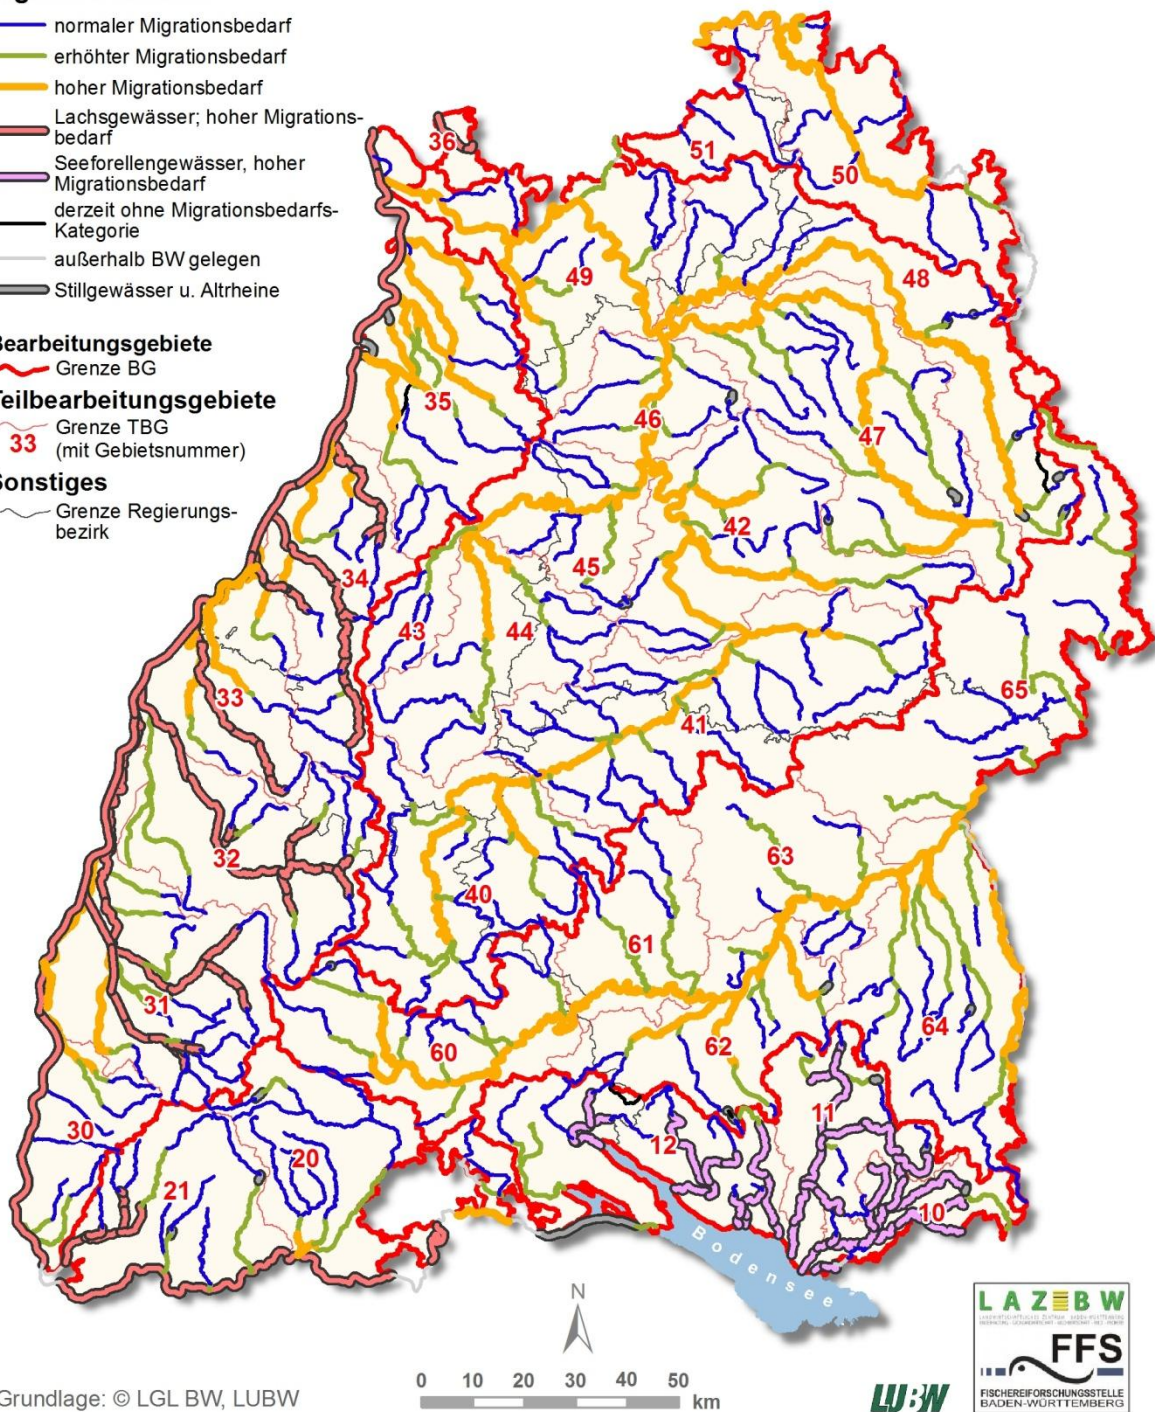 normaler Migrationsbedarf
erhöhter Migrationsbedarf
hoher Migrationsbedarf
Lachsgewässer; hoher Migrations-
bedarf
Seeforellengewässer, hoher
Migrationsbedarf
derzeit ohne Migrationsbedarfs-
Kategorie
außerhalb BW gelegen
Stillgewässer u. Altrheine
Bearbeitungsgebiete
Grenze BG
Teilbearbeitungsgebiete
Grenze TBG
33
(mit Gebietsnummer)
Sonstiges
Grenze Regierungs-
bezirk
36
51
50
49
48
35
46
47
42
45
34
43
44
33
65
41
32
63
40
61
31
64
60
62
11
30
12
20
21
10
Bodensee
N
0 10 20 30 40 50
km
Grundlage: © LGL BW, LUBW
LUBW
LAZBW
FFS
FISCHEREIFORSCHUNGSSTELLE
BADEN-WÜRTTEMBERG